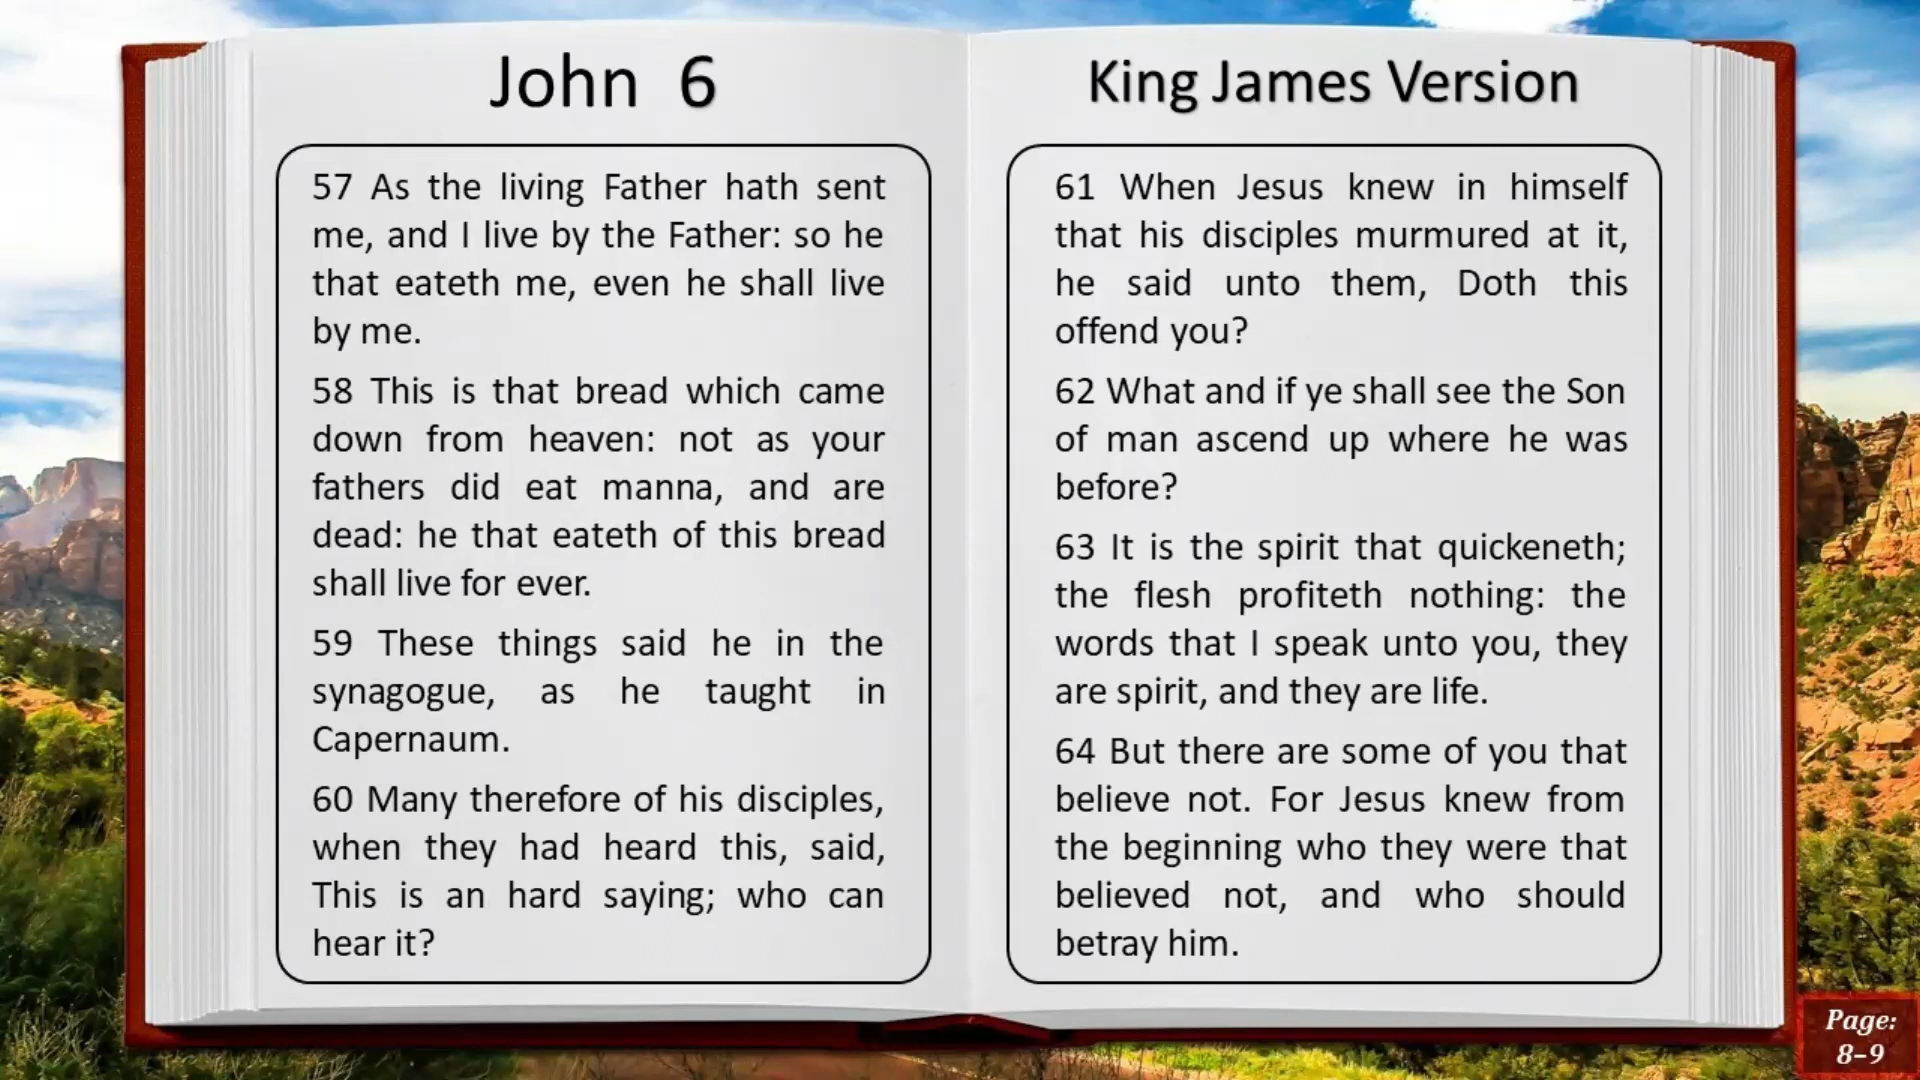 John 6
57 As the living Father hath sent
me, and I live by the Father: so he
that eateth me, even he shall live
by me.
58 This is that bread which came
down from heaven: not as your
fathers did eat manna, and are
dead: he that eateth of this bread
shall live for ever.
59 These things said he in the
synagogue, as he taught in
Capernaum.
60 Many therefore of his disciples,
when they had heard this, said,
This is an hard saying; who can
hear it?
King James Version
61 When Jesus knew in himself
that his disciples murmured at it,
he said unto them, Doth this
offend you?
62 What and if ye shall see the Son
of man ascend up where he was
before?
63 It is the spirit that quickeneth;
the flesh profiteth nothing: the
words that I speak unto you, they
are spirit, and they are life.
64 But there are some of you that
believe not. For Jesus knew from
the beginning who they were that
believed not, and who should
betray him.
Page:
8–9